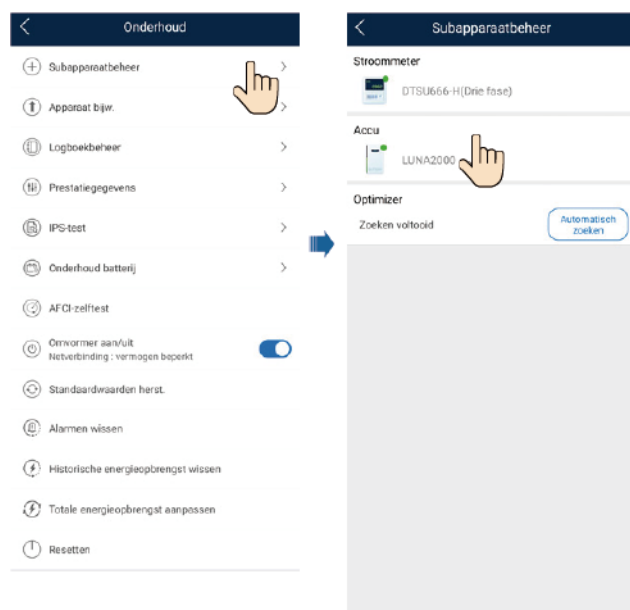 Onderhoud
Subapparaatbeheer
Apparaat bijw.
Logboekbeheer
Prestatiegegevens
IPS-test
Onderhoud batterij
AFCI-zelftest
Omvormer aan/uit
Netverbinding : vermogen beperkt
Standaardwaarden herst.
Alarmen wissen
Historische energieopbrengst wissen
Totale energieopbrengst aanpassen
Resetten
Subapparaatbeheer
Stroommeter
DTSU666-H(Drie fase)
Accu
LUNA2000
Optimizer
Zoeken voltooid
Automatisch
zoeken